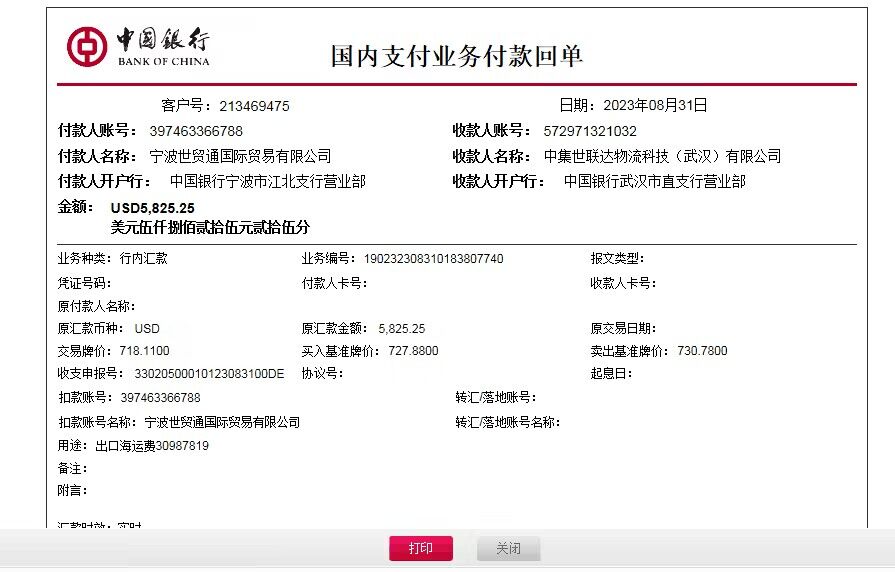 中国银行
BANK OF CHINA
国内支付业务付款回单
客户号：213469475 日期：2023年08月31日
付款人账号：397463366788 收款人账号：572971321032
付款人名称：宁波世贸通国际贸易有限公司 收款人名称：中集世联达物流科技（武汉）有限公司
付款人开户行：中国银行宁波市江北支行营业部 收款人开户行：中国银行武汉市直支行营业部
金额：USD5,825.25
美元伍仟捌佰贰拾伍元贰拾伍分
业务种类：行内汇款 业务编号：190232308310183807740 报文类型：
凭证号码： 付款人卡号： 收款人卡号：
原付款人名称：
原汇款币种：USD 原汇款金额：5,825.25 原交易日期：
交易牌价：718.1100 买入基准牌价：727.8800 卖出基准牌价：730.7800
收支申报号：33020500010123083100DE 协议号： 起息日：
扣款账号：397463366788 转汇/落地账号：
扣款账号名称：宁波世贸通国际贸易有限公司 转汇/落地账号名称：
用途：出口海运费30987819
备注：
附言：
汇款时效：实时
打印 关闭